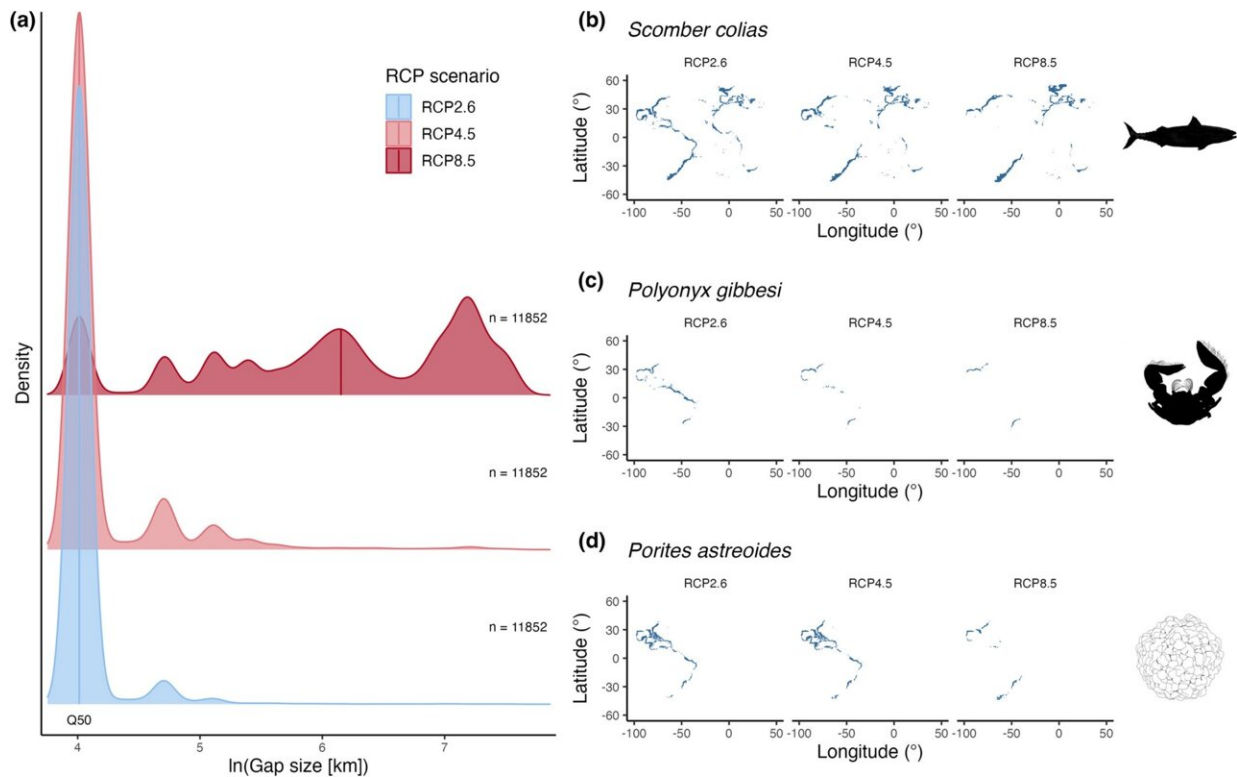 (a)
RCP scenario
RCP2.6
RCP4.5
RCP8.5
n = 11852
n = 11852
n = 11852
Density
Q50
4 5 6 7
ln(Gap size [km])
(b) Scomber colias
RCP2.6 RCP4.5 RCP8.5
Latitude (°)
60
30
0
-30
-60
-100 -50 0 50 -100 -50 0 50 -100 -50 0 50
Longitude (°)
(c) Polyonyx gibbesi
RCP2.6 RCP4.5 RCP8.5
Latitude (°)
60
30
0
-30
-60
-100 -50 0 50 -100 -50 0 50 -100 -50 0 50
Longitude (°)
(d) Porites astreoides
RCP2.6 RCP4.5 RCP8.5
Latitude (°)
60
30
0
-30
-60
-100 -50 0 50 -100 -50 0 50 -100 -50 0 50
Longitude (°)